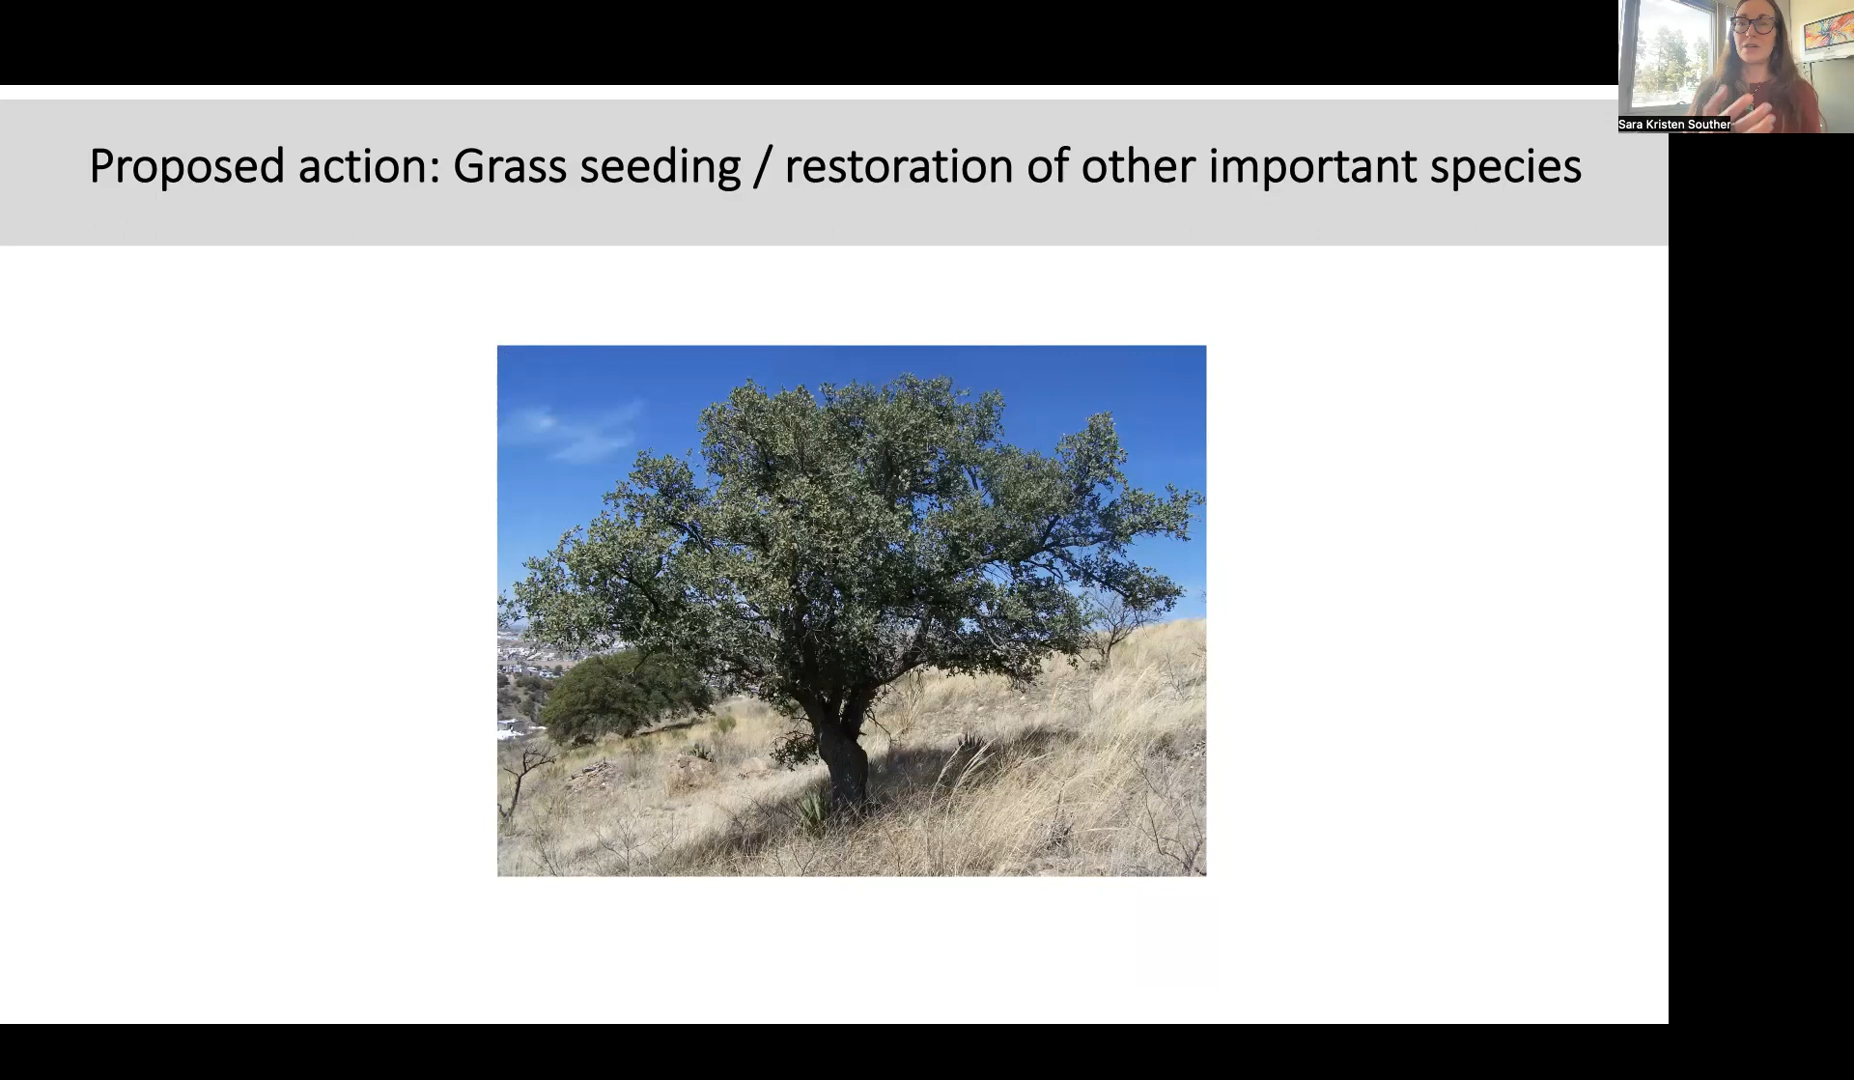 Sara Kristen Souther
Proposed action: Grass seeding / restoration of other important species